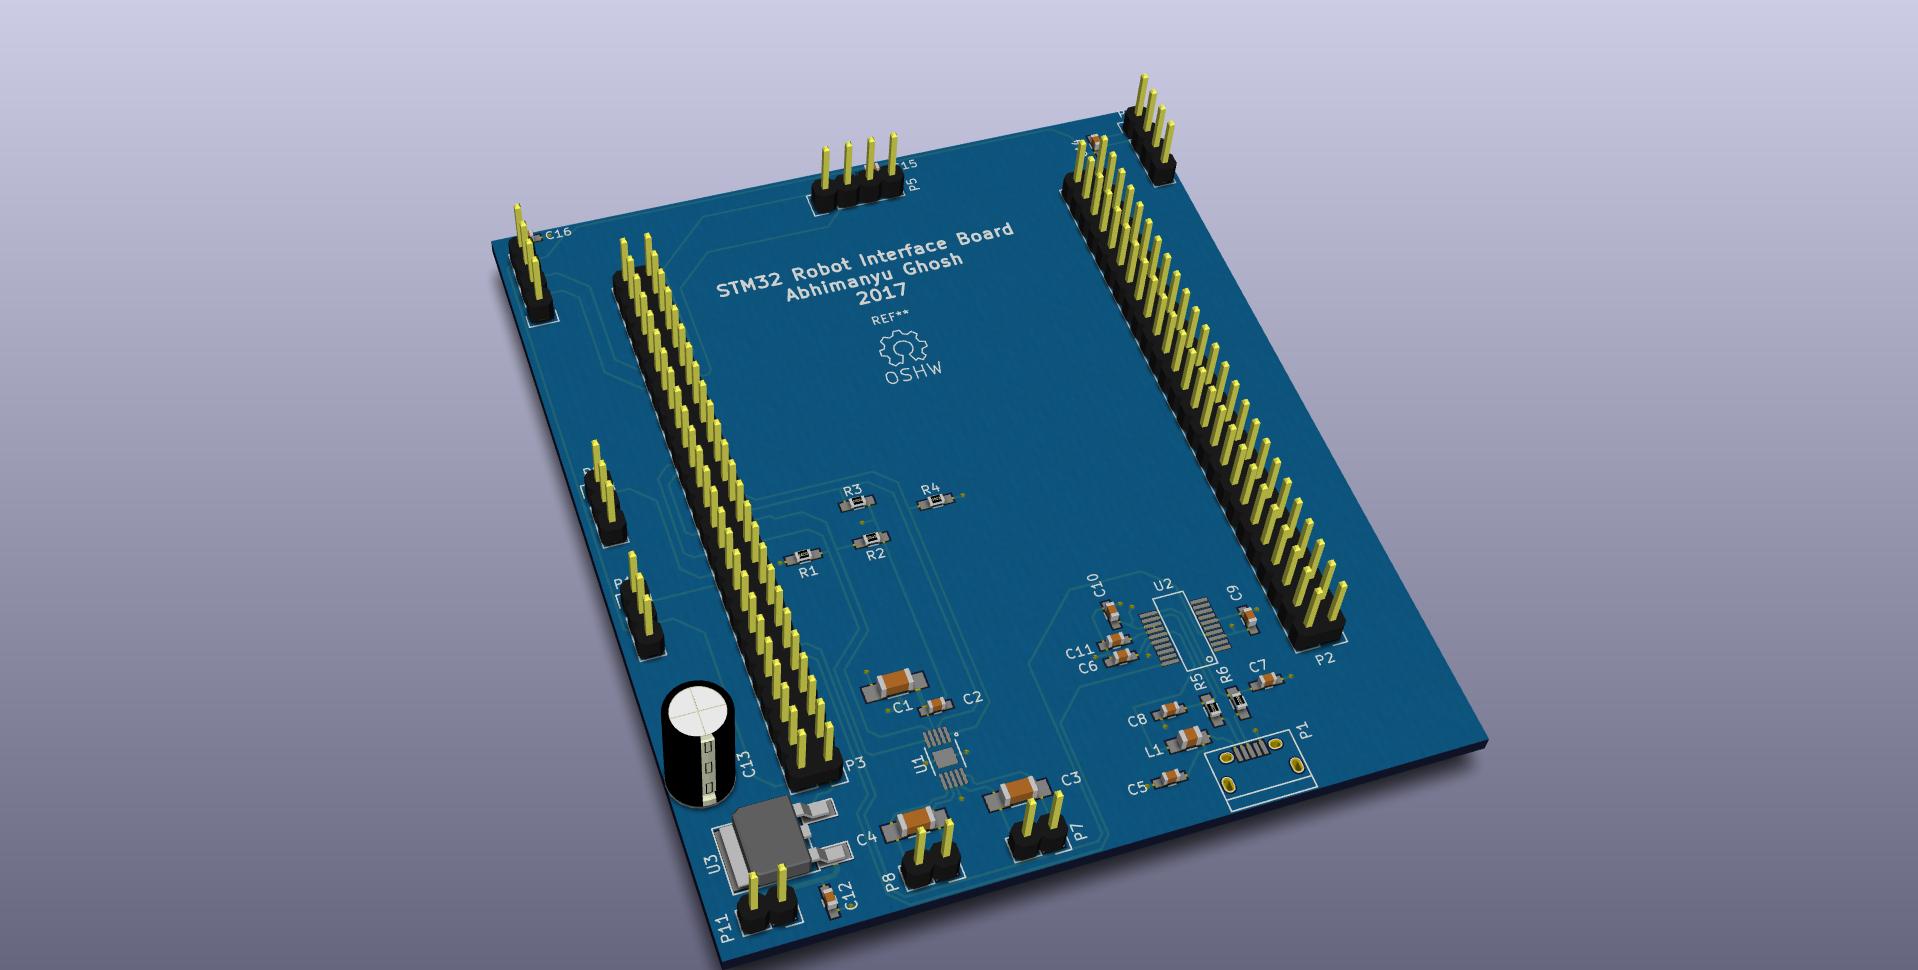 C15
P5
C16
STM32 Robot Interface Board
Abhimanyu Ghosh
2017
REF**
OSHW
R3
R4
R1
R2
C10
U2
C9
C11
C6
P2
C7
R5
R6
C1
C2
C8
L1
P1
C5
U1
C3
C13
P3
C4
P7
U3
P8
C12
P11